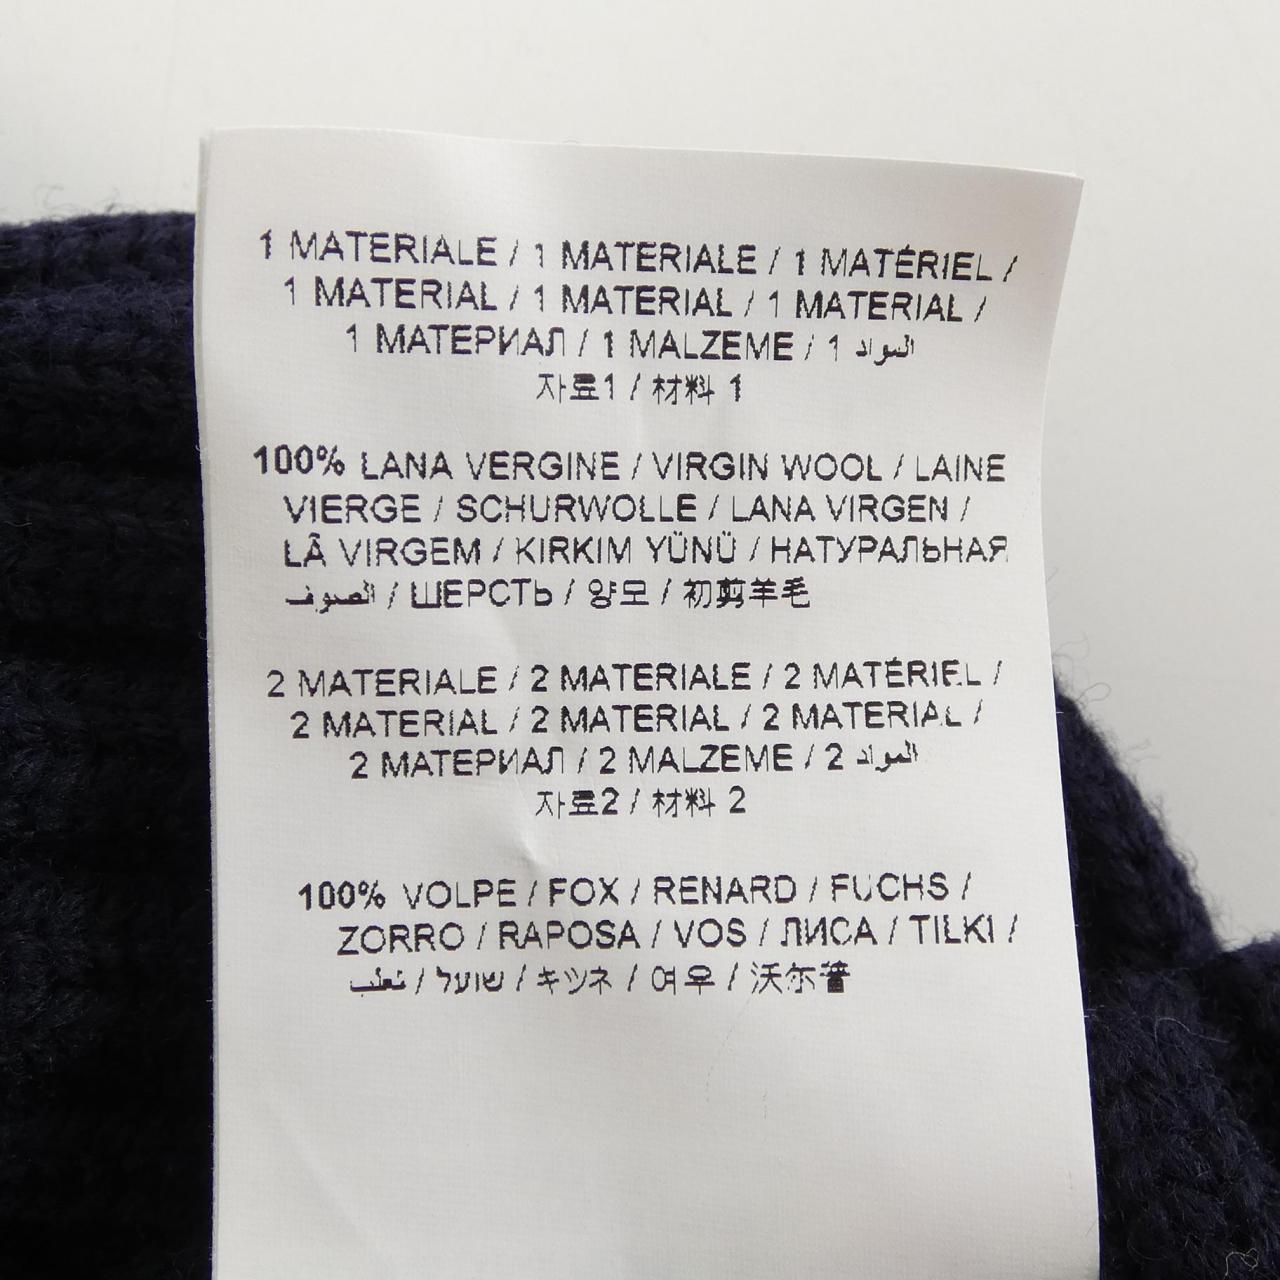 1 MATERIALE / 1 MATERIALE / 1 MATÉRIEL /
1 MATERIAL / 1 MATERIAL / 1 MATERIAL /
1 МАТЕРИАЛ / 1 MALZEME / 1 المواد
자료1 / 材料 1
100% LANA VERGINE / VIRGIN WOOL / LAINE
VIERGE / SCHURWOLLE / LANA VIRGEN /
LÃ VIRGEM / KIRKIM YÜNÜ / НАТУРАЛЬНАЯ
الصوف / ШЕРСТЬ / 양모 / 初剪羊毛
2 MATERIALE / 2 MATERIALE / 2 MATÉRIEL /
2 MATERIAL / 2 MATERIAL / 2 MATERIAL /
2 МАТЕРИАЛ / 2 MALZEME / 2 المواد
자료2 / 材料 2
100% VOLPE / FOX / RENARD / FUCHS /
ZORRO / RAPOSA / VOS / ЛИСА / TILKI /
ثعلب / שועל / キツネ / 여우 / 沃尔普